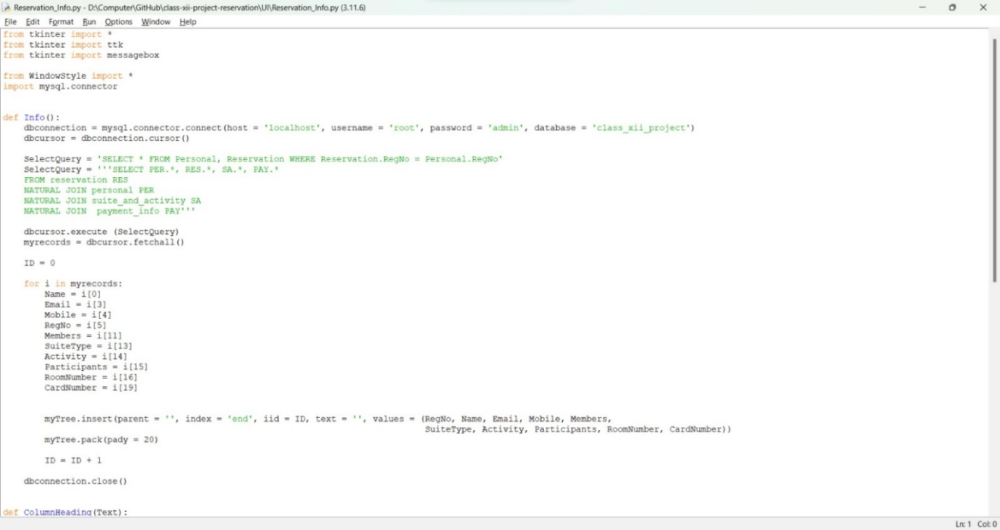 Reservation_Info.py - D:\Computer\GitHub\class-xii-project-reservation\UI\Reservation_Info.py (3.11.6)
File Edit Format Run Options Window Help
from tkinter import *
from tkinter import ttk
from tkinter import messagebox
from WindowStyle import *
import mysql.connector
def Info():
    dbconnection = mysql.connector.connect(host = 'localhost', username = 'root', password = 'admin', database = 'class_xii_project')
    dbcursor = dbconnection.cursor()
    SelectQuery = 'SELECT * FROM Personal, Reservation WHERE Reservation.RegNo = Personal.RegNo'
    SelectQuery = '''SELECT PER.*, RES.*, SA.*, PAY.*
    FROM reservation RES
    NATURAL JOIN personal PER
    NATURAL JOIN suite_and_activity SA
    NATURAL JOIN  payment_info PAY'''
    dbcursor.execute (SelectQuery)
    myrecords = dbcursor.fetchall()
    ID = 0
    for i in myrecords:
        Name = i[0]
        Email = i[3]
        Mobile = i[4]
        RegNo = i[5]
        Members = i[11]
        SuiteType = i[13]
        Activity = i[14]
        Participants = i[15]
        RoomNumber = i[16]
        CardNumber = i[19]
        myTree.insert(parent = '', index = 'end', iid = ID, text = '', values = (RegNo, Name, Email, Mobile, Members,
                                                                                 SuiteType, Activity, Participants, RoomNumber, CardNumber))
        myTree.pack(pady = 20)
        ID = ID + 1
    dbconnection.close()
def ColumnHeading(Text):
Ln: 1 Col: 0